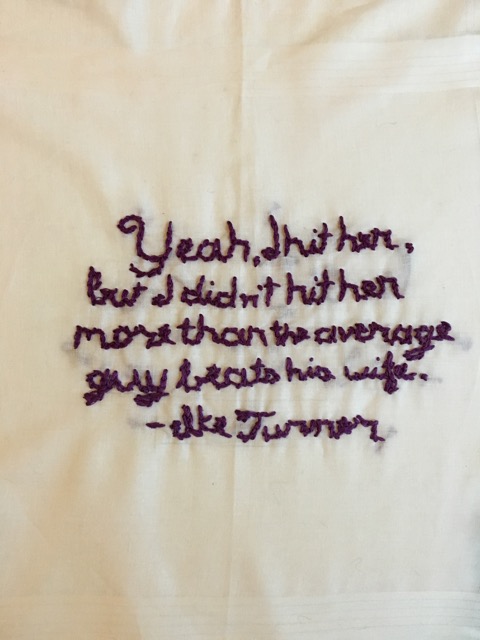 Yeah, I hit her,
but I didn't hit her
more than the average
guy beats his wife.
-Ike Turner